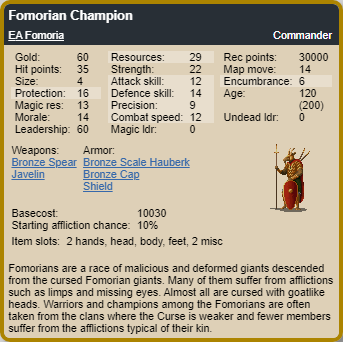 Fomorian Champion
EA Fomoria Commander
Gold: 60 Resources: 29 Rec points: 30000
Hit points: 35 Strength: 22 Map move: 14
Size: 4 Attack skill: 12 Encumbrance: 6
Protection: 16 Defence skill: 14 Age: 120
Magic res: 13 Precision: 9 (200)
Morale: 14 Combat speed: 12 Undead ldr: 0
Leadership: 60 Magic ldr: 0
Weapons: Armor:
Bronze Spear Bronze Scale Hauberk
Javelin Bronze Cap
Shield
Basecost: 10030
Starting affliction chance: 10%
Item slots: 2 hands, head, body, feet, 2 misc
Fomorians are a race of malicious and deformed giants descended
from the cursed Fomorian giants. Many of them suffer from afflictions
such as limps and missing eyes. Almost all are cursed with goatlike
heads. Warriors and champions among the Fomorians are often
taken from the clans where the Curse is weaker and fewer members
suffer from the afflictions typical of their kin.